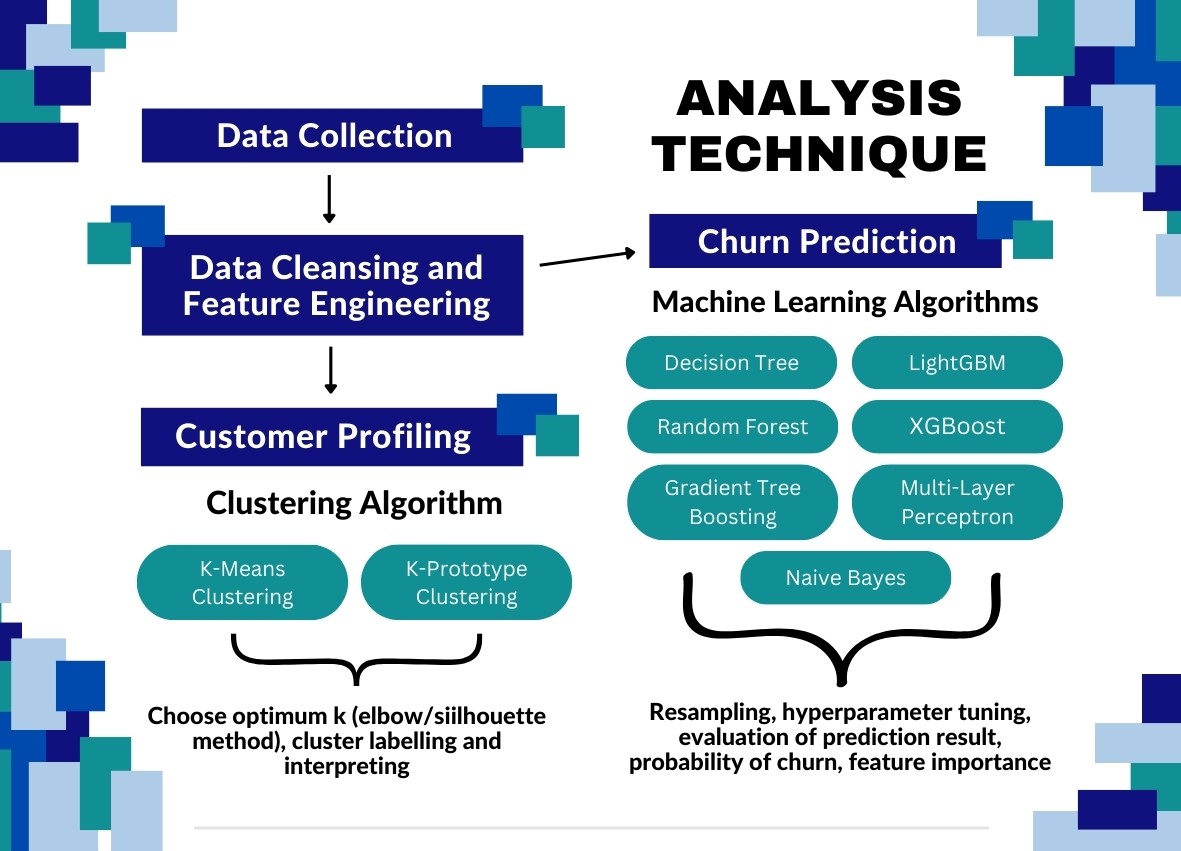 ANALYSIS
TECHNIQUE
Data Collection
Data Cleansing and
Feature Engineering
Customer Profiling
Clustering Algorithm
K-Means
Clustering
K-Prototype
Clustering
Choose optimum k (elbow/siilhouette
method), cluster labelling and
interpreting
Churn Prediction
Machine Learning Algorithms
Decision Tree
LightGBM
Random Forest
XGBoost
Gradient Tree
Boosting
Multi-Layer
Perceptron
Naive Bayes
Resampling, hyperparameter tuning,
evaluation of prediction result,
probability of churn, feature importance